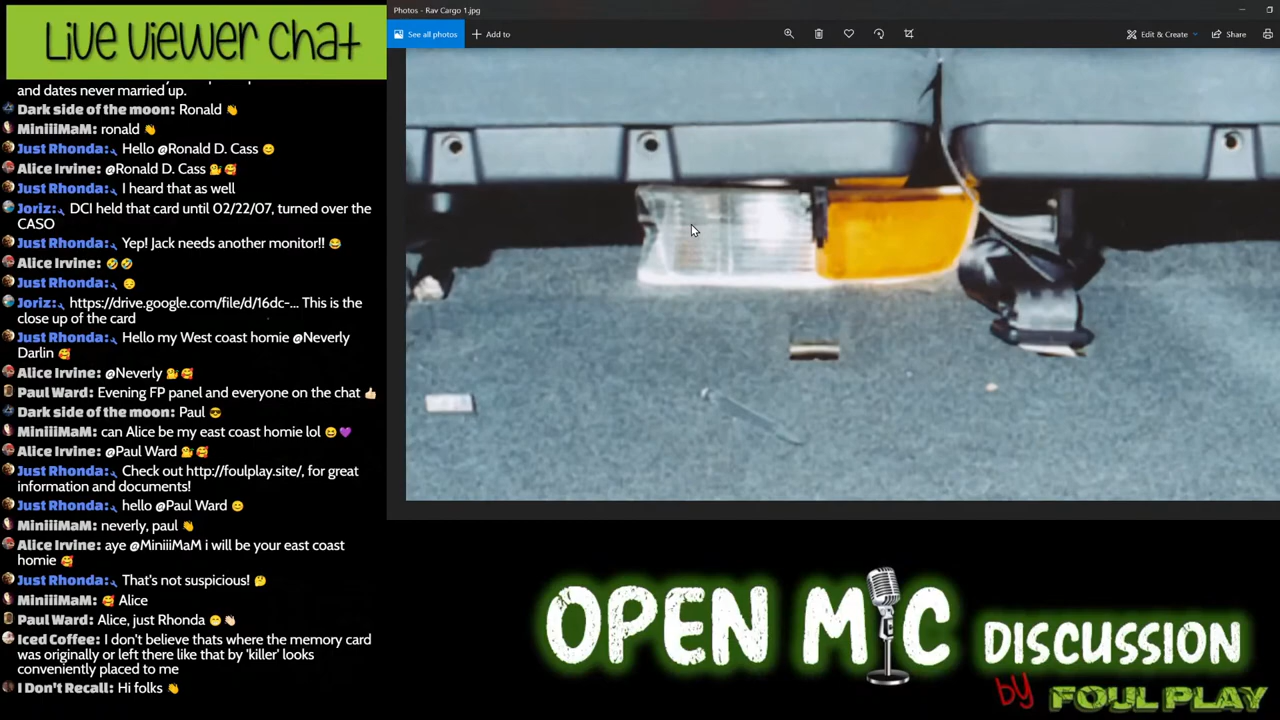 Live Viewer Chat
and dates never married up.
Dark side of the moon: Ronald 👋
MiniiiMaM: ronald 👋
Just Rhonda: Hello @Ronald D. Cass 😊
Alice Irvine: @Ronald D. Cass 💁🥰
Just Rhonda: I heard that as well
Joriz: DCI held that card until 02/22/07, turned over the
CASO
Just Rhonda: Yep! Jack needs another monitor!! 😂
Alice Irvine: 🤣🤣
Just Rhonda: 😔
Joriz: https://drive.google.com/file/d/16dc-... This is the
close up of the card
Just Rhonda: Hello my West coast homie @Neverly
Darlin 🥰
Alice Irvine: @Neverly 💁🥰
Paul Ward: Evening FP panel and everyone on the chat 👍🏻
Dark side of the moon: Paul 😎
MiniiiMaM: can Alice be my east coast homie lol 😆💜
Alice Irvine: @Paul Ward 💁🥰
Just Rhonda: Check out http://foulplay.site/, for great
information and documents!
Just Rhonda: hello @Paul Ward 😊
MiniiiMaM: neverly, paul 👋
Alice Irvine: aye @MiniiiMaM i will be your east coast
homie 🥰
Just Rhonda: That's not suspicious! 🤔
MiniiiMaM: 🥰 Alice
Paul Ward: Alice, just Rhonda 😁👋🏻
Iced Coffee: I don't believe thats where the memory card
was originally or left there like that by 'killer' looks
conveniently placed to me
I Don't Recall: Hi folks 👋
Photos - Rav Cargo 1.jpg
See all photos + Add to Edit & Create Share
OPEN MIC
DISCUSSION
by FOUL PLAY